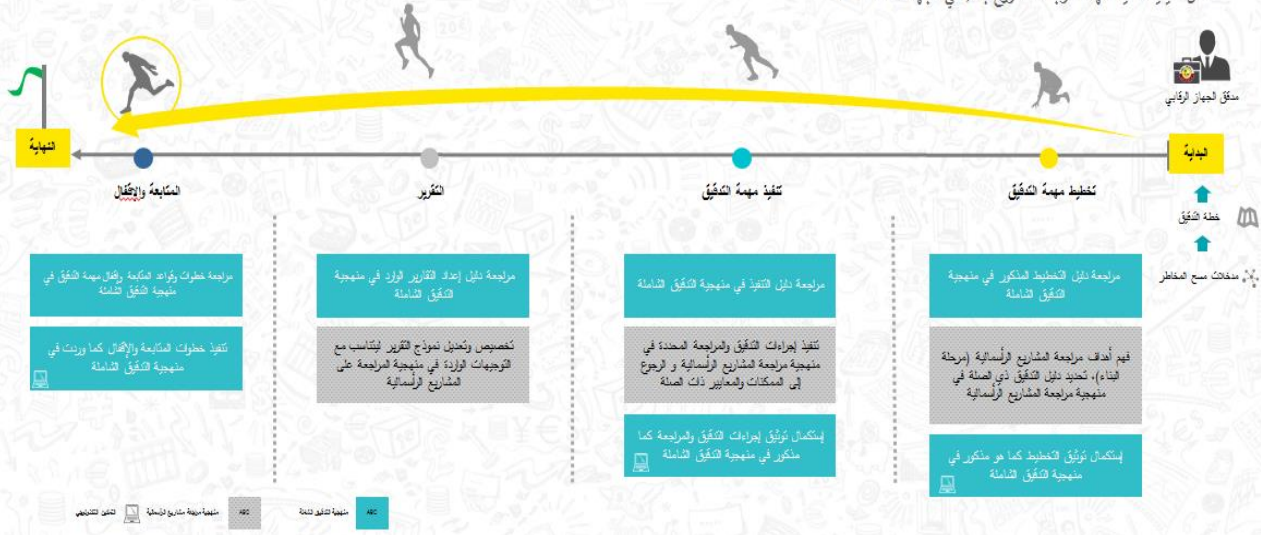 مدقق الجهاز الرقابي
البداية
النهاية
خطة التدقيق
مدخلات مسح المخاطر
تخطيط مهمة التدقيق
مراجعة دليل التخطيط المذكور في منهجية
التدقيق الشاملة
فهم أهداف مراجعة المشاريع الرأسمالية (مرحلة
البناء)، تحديد دليل التدقيق ذي الصلة في
منهجية مراجعة المشاريع الرأسمالية
إستكمال توثيق التخطيط كما هو مذكور في
منهجية التدقيق الشاملة
تنفيذ مهمة التدقيق
مراجعة دليل التنفيذ في منهجية التدقيق الشاملة
تنفيذ إجراءات التدقيق والمراجعة المحددة في
منهجية مراجعة المشاريع الرأسمالية و الرجوع
إلى الممكنات والمعايير ذات الصلة
إستكمال توثيق إجراءات التدقيق والمراجعة كما
مذكور في منهجية التدقيق الشاملة
التقرير
مراجعة دليل إعداد التقارير الوارد في منهجية
التدقيق الشاملة
تخصيص وتعديل نموذج التقرير ليتناسب مع
التوجيهات الواردة في منهجية المراجعة على
المشاريع الرأسمالية
المتابعة والإقفال
مراجعة خطوات وقواعد المتابعة وإقفال مهمة التدقيق في
منهجية التدقيق الشاملة
تنفيذ خطوات المتابعة والإقفال كما وردت في
منهجية التدقيق الشاملة
ABC منهجية التدقيق الشاملة
ABC منهجية مراجعة مشاريع الرأسمالية